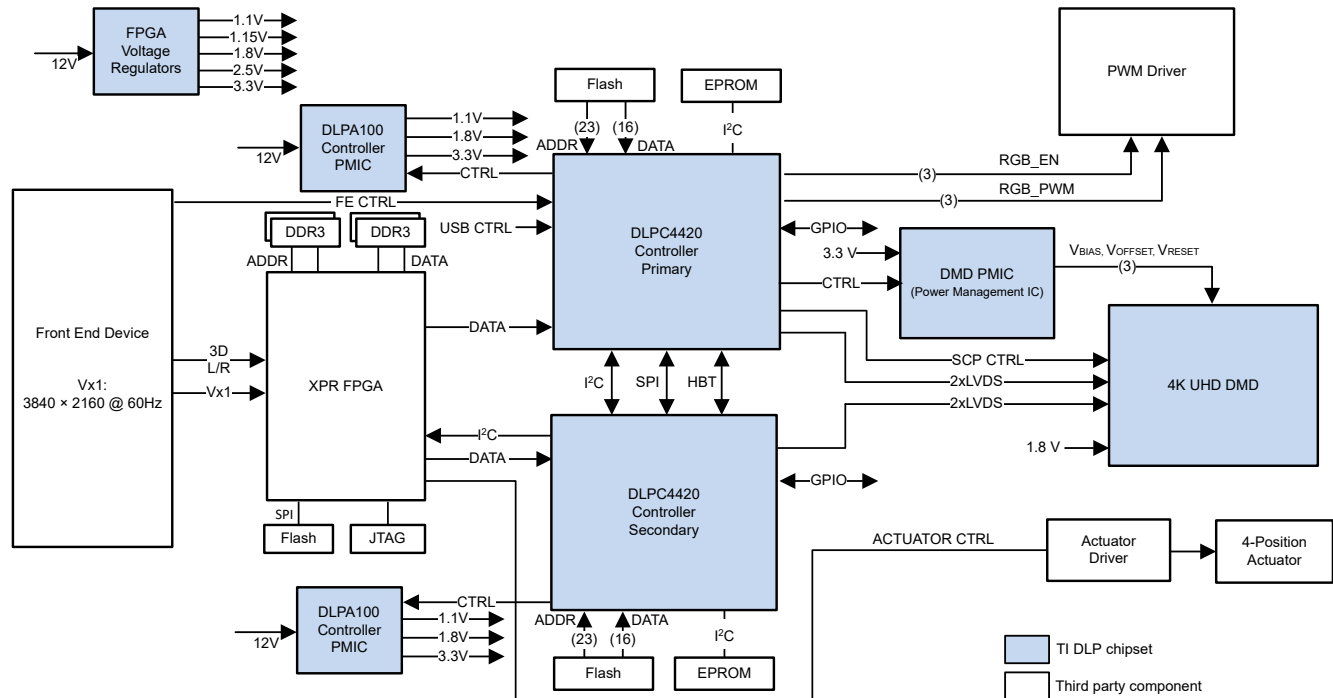 FPGA
Voltage
Regulators
12V
1.1V
1.15V
1.8V
2.5V
3.3V
DLPA100
Controller
PMIC
12V
1.1V
1.8V
3.3V
CTRL
Flash
(23)
(16)
ADDR
DATA
EPROM
I²C
PWM Driver
RGB_EN
(3)
RGB_PWM
(3)
FE CTRL
USB CTRL
DLPC4420
Controller
Primary
GPIO
3.3 V
CTRL
DMD PMIC
(Power Management IC)
VBIAS, VOFFSET, VRESET
(3)
DDR3
DDR3
ADDR
DATA
Front End Device
Vx1:
3840 × 2160 @ 60Hz
3D
L/R
Vx1
XPR FPGA
DATA
I²C
SPI
HBT
SCP CTRL
2xLVDS
2xLVDS
4K UHD DMD
1.8 V
I²C
DATA
DLPC4420
Controller
Secondary
GPIO
SPI
Flash
JTAG
ACTUATOR CTRL
Actuator
Driver
4-Position
Actuator
DLPA100
Controller
PMIC
12V
CTRL
1.1V
1.8V
3.3V
ADDR
DATA
(23)
(16)
Flash
I²C
EPROM
TI DLP chipset
Third party component